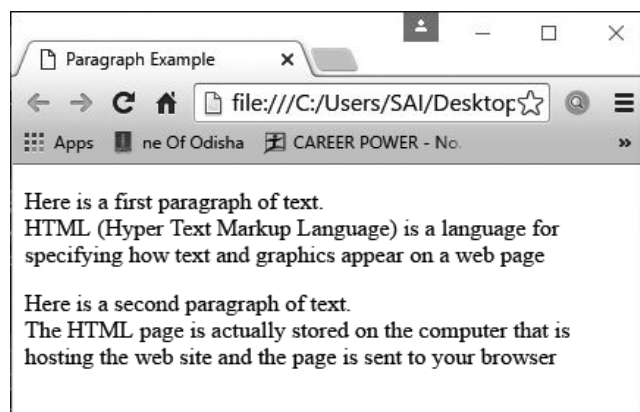 Paragraph Example
file:///C:/Users/SAI/Desktop
Apps ne Of Odisha CAREER POWER - No.
Here is a first paragraph of text.
HTML (Hyper Text Markup Language) is a language for
specifying how text and graphics appear on a web page
Here is a second paragraph of text.
The HTML page is actually stored on the computer that is
hosting the web site and the page is sent to your browser